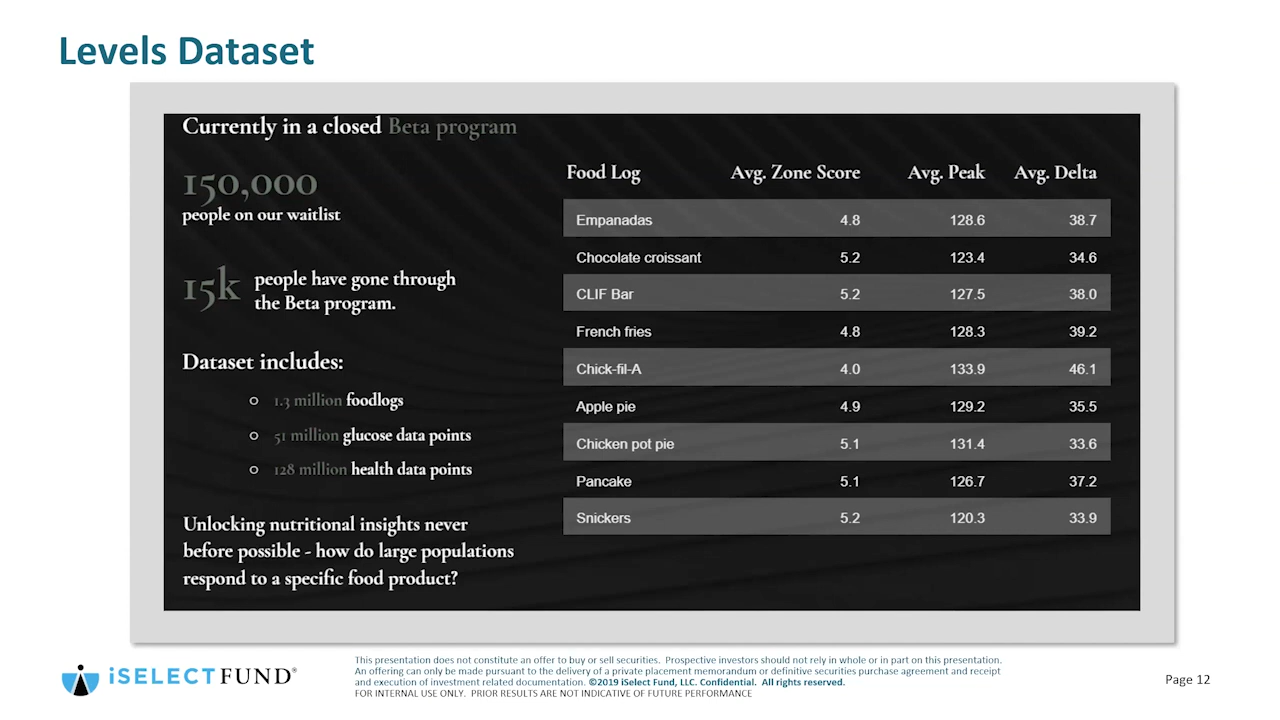 Levels Dataset
Currently in a closed Beta program
150,000
people on our waitlist
15k people have gone through
the Beta program.
Dataset includes:
○ 1.3 million foodlogs
○ 51 million glucose data points
○ 128 million health data points
Unlocking nutritional insights never
before possible - how do large populations
respond to a specific food product?
Food Log Avg. Zone Score Avg. Peak Avg. Delta
Empanadas 4.8 128.6 38.7
Chocolate croissant 5.2 123.4 34.6
CLIF Bar 5.2 127.5 38.0
French fries 4.8 128.3 39.2
Chick-fil-A 4.0 133.9 46.1
Apple pie 4.9 129.2 35.5
Chicken pot pie 5.1 131.4 33.6
Pancake 5.1 126.7 37.2
Snickers 5.2 120.3 33.9
iSELECT FUND®
This presentation does not constitute an offer to buy or sell securities. Prospective investors should not rely in whole or in part on this presentation.
An offering can only be made pursuant to the delivery of a private placement memorandum or definitive securities purchase agreement and receipt
and execution of investment related documentation. ©2019 iSelect Fund, LLC. Confidential. All rights reserved.
FOR INTERNAL USE ONLY. PRIOR RESULTS ARE NOT INDICATIVE OF FUTURE PERFORMANCE
Page 12